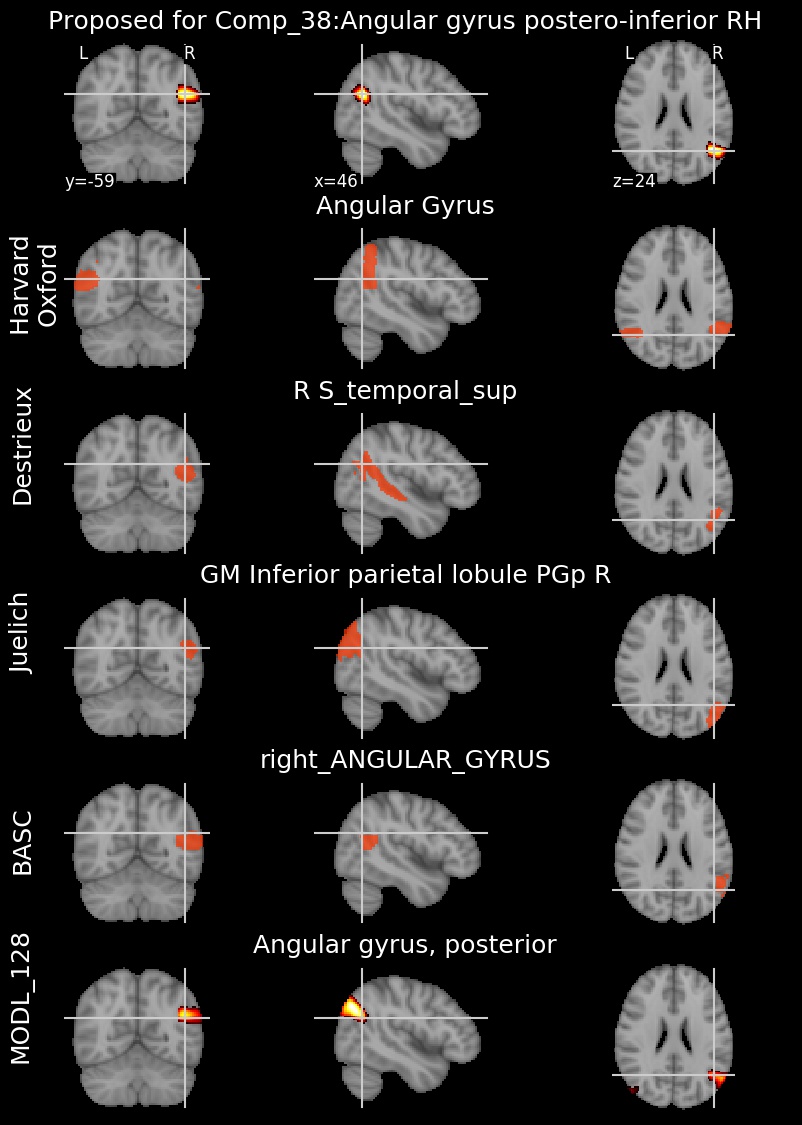 Proposed for Comp_38:Angular gyrus postero-inferior RH
L R L R
y=-59 x=46 z=24
Angular Gyrus
Harvard
Oxford
R S_temporal_sup
Destrieux
GM Inferior parietal lobule PGp R
Juelich
right_ANGULAR_GYRUS
BASC
Angular gyrus, posterior
MODL_128